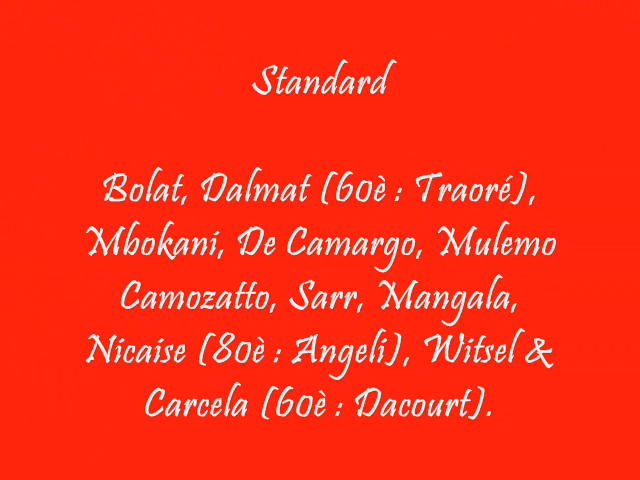 Standard
Bolat, Dalmat (60è : Traoré),
Mbokani, De Camargo, Mulemo
Camozatto, Sarr, Mangala,
Nicaise (80è : Angeli), Witsel &
Carcela (60è : Dacourt).